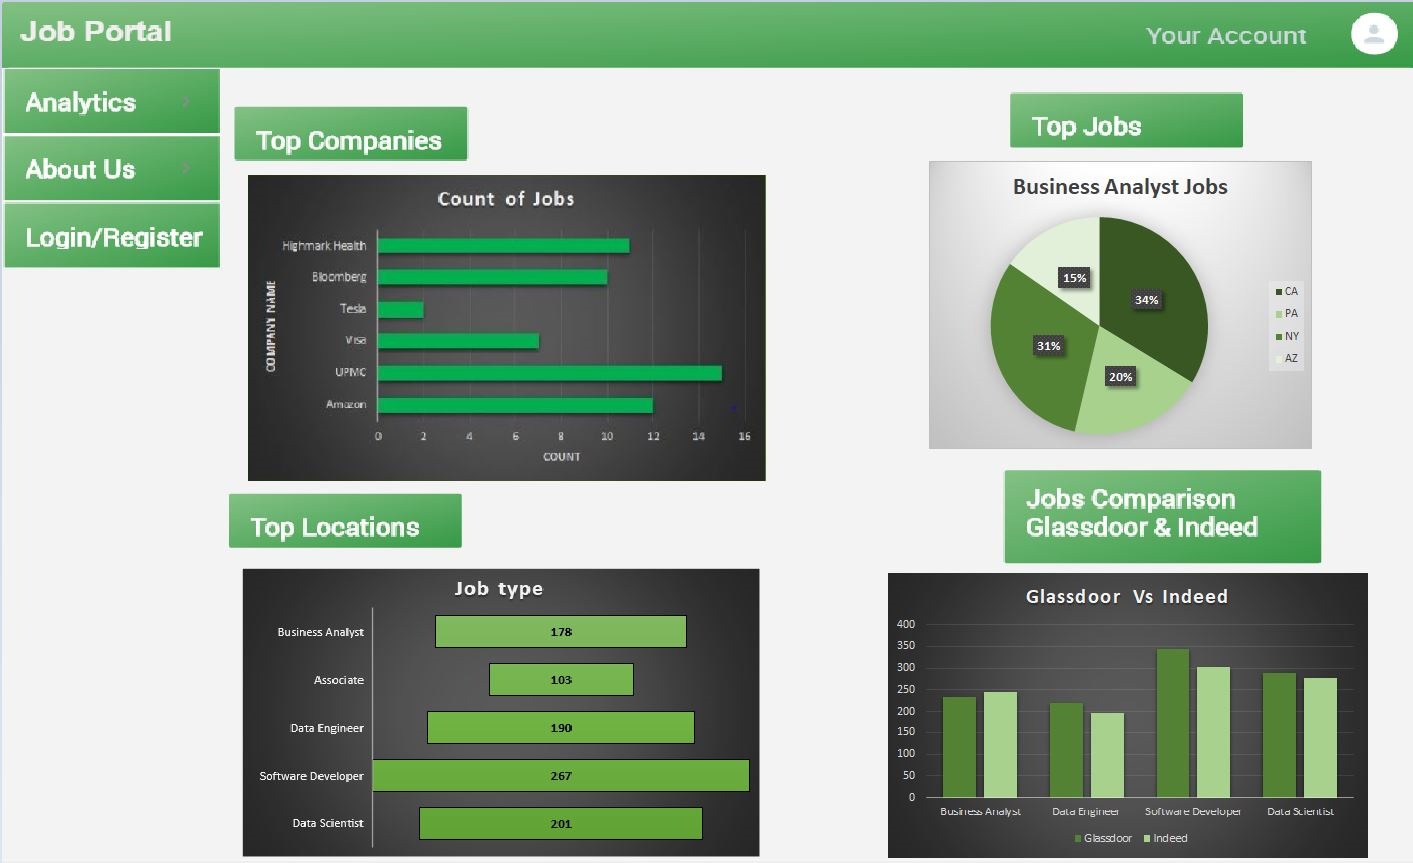 Job Portal
Your Account
Analytics
About Us
Login/Register
Top Companies
Count of Jobs
COMPANY NAME
Highmark Health
Bloomberg
Tesla
Visa
UPMC
Amazon
0 2 4 6 8 10 12 14 16
COUNT
Top Jobs
Business Analyst Jobs
15%
34%
31%
20%
CA
PA
NY
AZ
Top Locations
Job type
Business Analyst 178
Associate 103
Data Engineer 190
Software Developer 267
Data Scientist 201
Jobs Comparison
Glassdoor & Indeed
Glassdoor Vs Indeed
400
350
300
250
200
150
100
50
0
Business Analyst Data Engineer Software Developer Data Scientist
Glassdoor Indeed